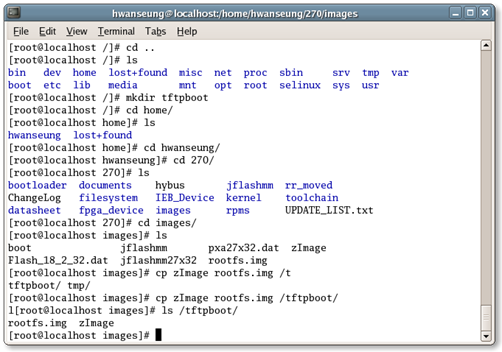 hwanseung@localhost:/home/hwanseung/270/images
File Edit View Terminal Tabs Help
[root@localhost /]# cd ..
[root@localhost /]# ls
bin dev home lost+found misc net proc sbin srv tmp var
boot etc lib media mnt opt root selinux sys usr
[root@localhost /]# mkdir tftpboot
[root@localhost /]# cd home/
[root@localhost home]# ls
hwanseung lost+found
[root@localhost home]# cd hwanseung/
[root@localhost hwanseung]# cd 270/
[root@localhost 270]# ls
bootloader documents hybus jflashmm rr_moved
ChangeLog filesystem IEB_Device kernel toolchain
datasheet fpga_device images rpms UPDATE_LIST.txt
[root@localhost 270]# cd images/
[root@localhost images]# ls
boot jflashmm pxa27x32.dat zImage
Flash_18_2_32.dat jflashmm27x32 rootfs.img
[root@localhost images]# cp zImage rootfs.img /t
tftpboot/ tmp/
[root@localhost images]# cp zImage rootfs.img /tftpboot/
l[root@localhost images]# ls /tftpboot/
rootfs.img zImage
[root@localhost images]#